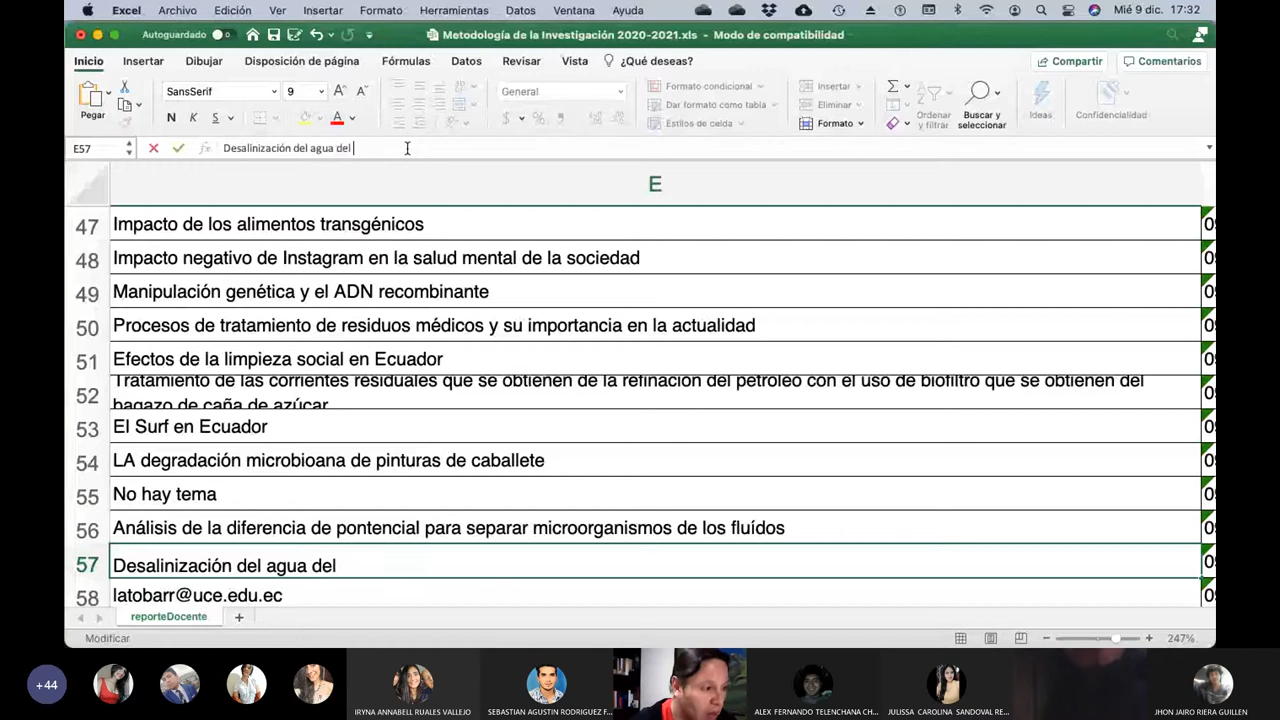 Excel Archivo Edición Ver Insertar Formato Herramientas Datos Ventana Ayuda Mié 9 dic. 17:32
Autoguardado Metodología de la Investigación 2020-2021.xls - Modo de compatibilidad
Inicio Insertar Dibujar Disposición de página Fórmulas Datos Revisar Vista ¿Qué deseas? Compartir Comentarios
SansSerif 9 General Formato condicional Insertar
Dar formato como tabla Eliminar
Pegar N K S Estilos de celda Formato Ordenar y filtrar Buscar y seleccionar Ideas Confidencialidad
E57 fx Desalinización del agua del
E
47 Impacto de los alimentos transgénicos
48 Impacto negativo de Instagram en la salud mental de la sociedad
49 Manipulación genética y el ADN recombinante
50 Procesos de tratamiento de residuos médicos y su importancia en la actualidad
51 Efectos de la limpieza social en Ecuador
52 Tratamiento de las corrientes residuales que se obtienen de la refinación del petroleo con el uso de biofiltro que se obtienen del
bagazo de caña de azúcar
53 El Surf en Ecuador
54 LA degradación microbioana de pinturas de caballete
55 No hay tema
56 Análisis de la diferencia de pontencial para separar microorganismos de los fluídos
57 Desalinización del agua del
58 latobarr@uce.edu.ec
reporteDocente +
Modificar 247%
+44 IRYNA ANNABELL RUALES VALLEJO SEBASTIAN AGUSTIN RODRIGUEZ F... ALEX FERNANDO TELENCHANA CH... JULISSA CAROLINA SANDOVAL RE... JHON JAIRO RIERA GUILLEN